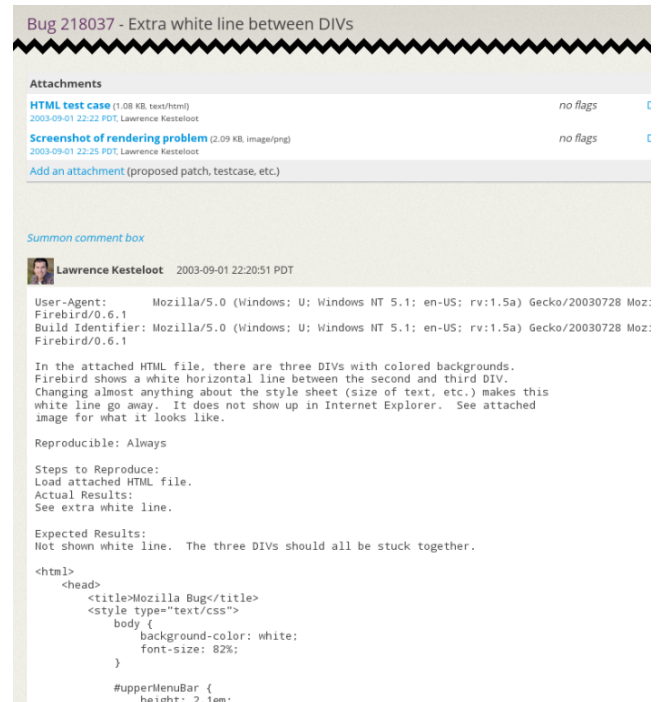 Bug 218037 - Extra white line between DIVs
Attachments
HTML test case (1.08 KB, text/html) no flags
2003-09-01 22:22 PDT, Lawrence Kesteloot
Screenshot of rendering problem (2.09 KB, image/png) no flags
2003-09-01 22:25 PDT, Lawrence Kesteloot
Add an attachment (proposed patch, testcase, etc.)
Summon comment box
Lawrence Kesteloot 2003-09-01 22:20:51 PDT
User-Agent: Mozilla/5.0 (Windows; U; Windows NT 5.1; en-US; rv:1.5a) Gecko/20030728 Moz
Firebird/0.6.1
Build Identifier: Mozilla/5.0 (Windows; U; Windows NT 5.1; en-US; rv:1.5a) Gecko/20030728 Moz
Firebird/0.6.1
In the attached HTML file, there are three DIVs with colored backgrounds.
Firebird shows a white horizontal line between the second and third DIV.
Changing almost anything about the style sheet (size of text, etc.) makes this
white line go away.  It does not show up in Internet Explorer.  See attached
image for what it looks like.
Reproducible: Always
Steps to Reproduce:
Load attached HTML file.
Actual Results:
See extra white line.
Expected Results:
Not shown white line.  The three DIVs should all be stuck together.
<html>
<head>
<title>Mozilla Bug</title>
<style type="text/css">
body {
background-color: white;
font-size: 82%;
}
#upperMenuBar {
height: 2.1em;